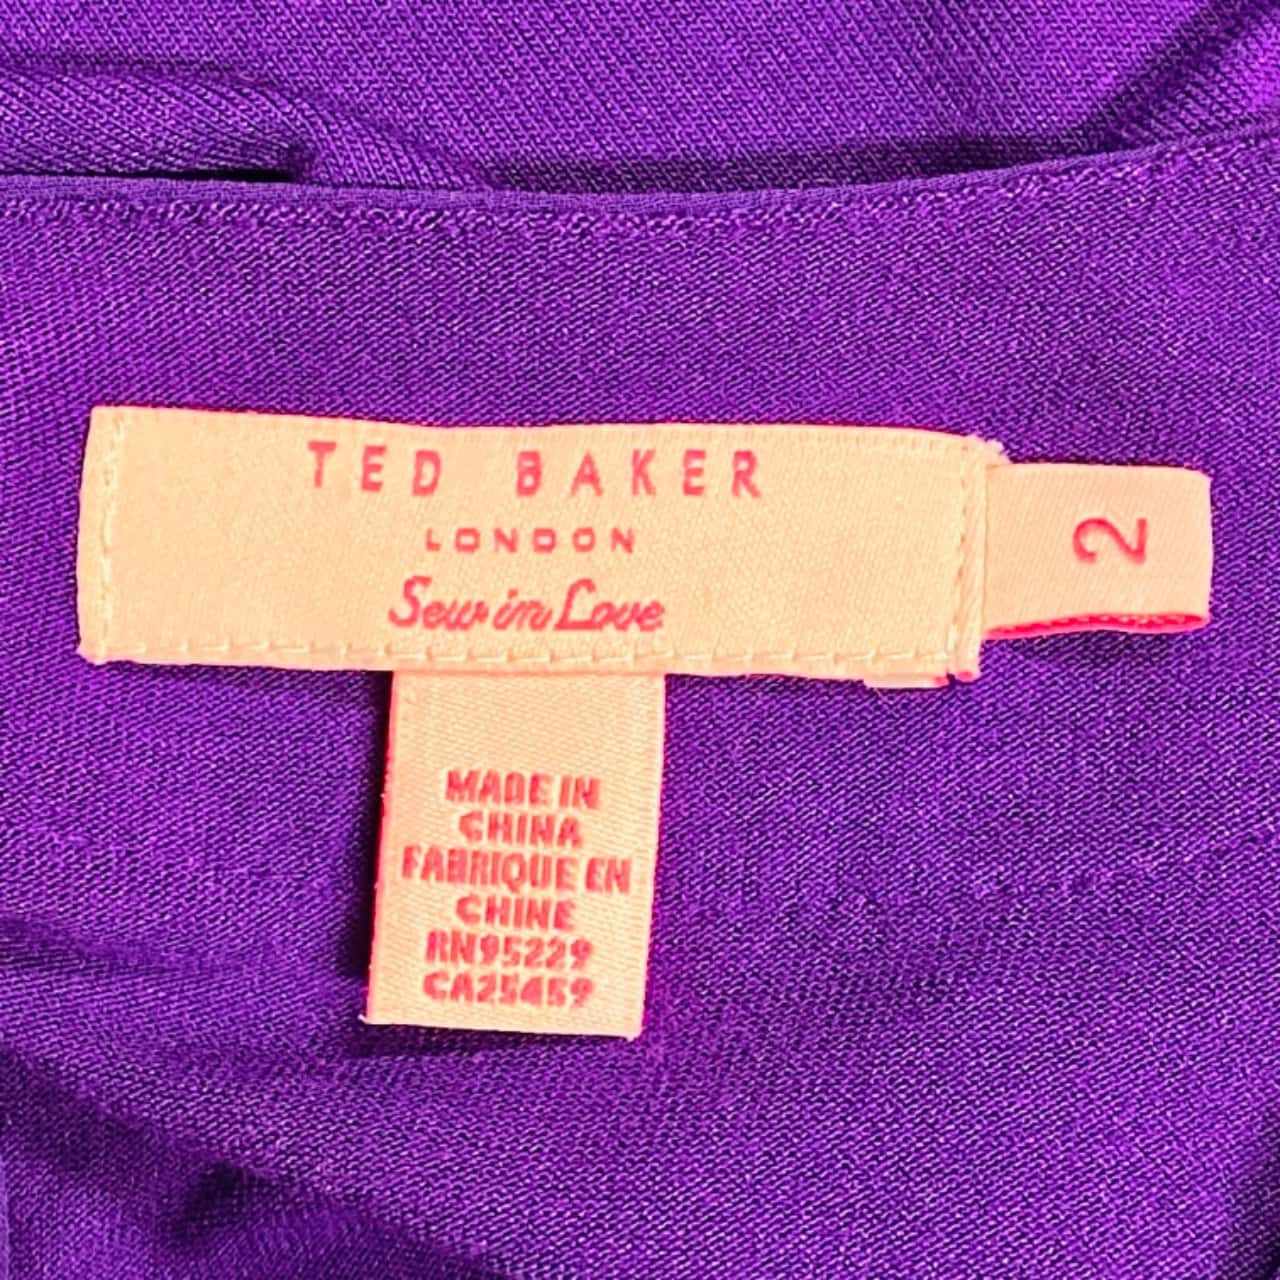 TED BAKER
LONDON
Sew in Love
2
MADE IN
CHINA
FABRIQUE EN
CHINE
RN95229
CA25459